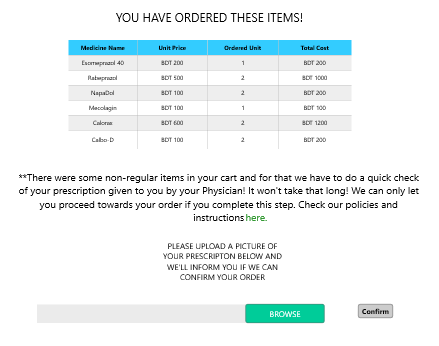 YOU HAVE ORDERED THESE ITEMS!
Medicine Name Unit Price Ordered Unit Total Cost
Esomeprazol 40 BDT 200 1 BDT 200
Rabeprazol BDT 500 2 BDT 1000
NapaDol BDT 100 2 BDT 200
Mecolagin BDT 100 1 BDT 100
Caloras BDT 600 2 BDT 1200
Calbo-D BDT 100 2 BDT 200
**There were some non-regular items in your cart and for that we have to do a quick check
of your prescription given to you by your Physician! It won't take that long! We can only let
you proceed towards your order if you complete this step. Check our policies and
instructions here.
PLEASE UPLOAD A PICTURE OF
YOUR PRESCRIPTON BELOW AND
WE'LL INFORM YOU IF WE CAN
CONFIRM YOUR ORDER
BROWSE
Confirm